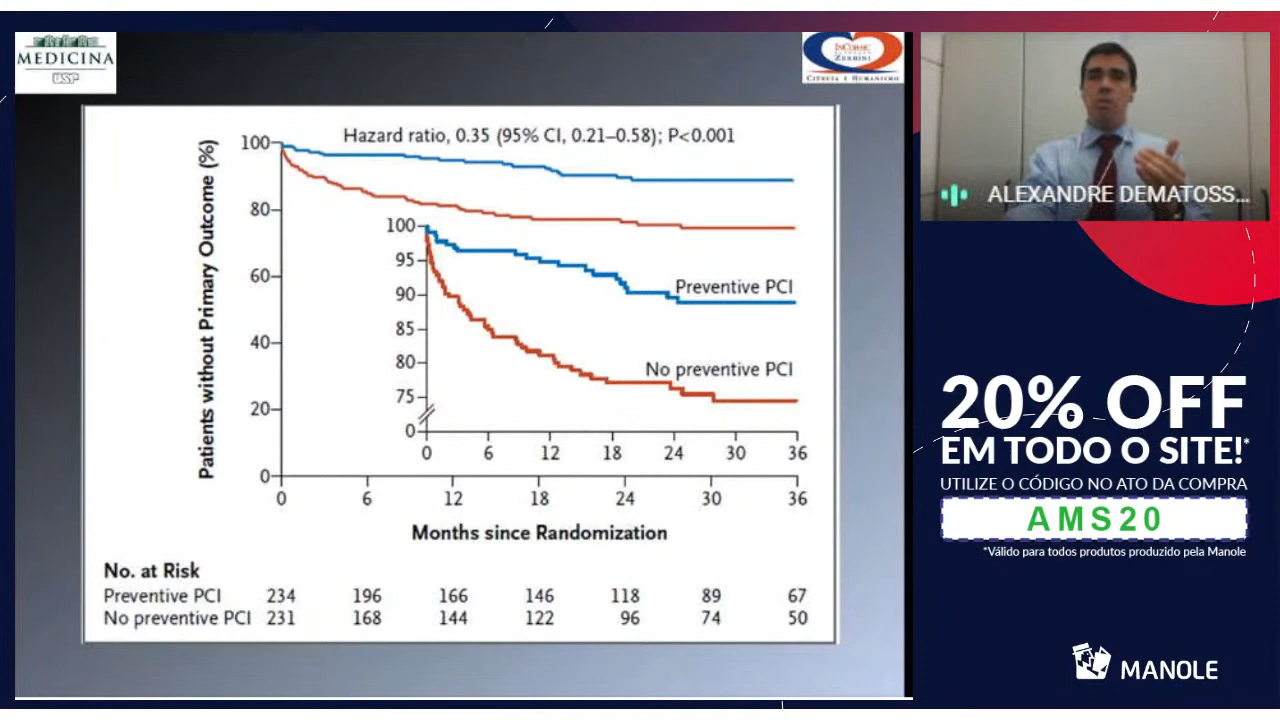 MEDICINA
USP
INCORHC
ZERBINI
CIÊNCIA E HUMANISMO
Hazard ratio, 0.35 (95% CI, 0.21–0.58); P<0.001
Patients without Primary Outcome (%)
100
80
60
40
20
0
100
95
90
85
80
75
0
Preventive PCI
No preventive PCI
0 6 12 18 24 30 36
0 6 12 18 24 30 36
Months since Randomization
No. at Risk
Preventive PCI 234 196 166 146 118 89 67
No preventive PCI 231 168 144 122 96 74 50
ALEXANDRE DEMATOSS...
20% OFF
EM TODO O SITE!*
UTILIZE O CÓDIGO NO ATO DA COMPRA
AMS20
*Válido para todos produtos produzido pela Manole
MANOLE